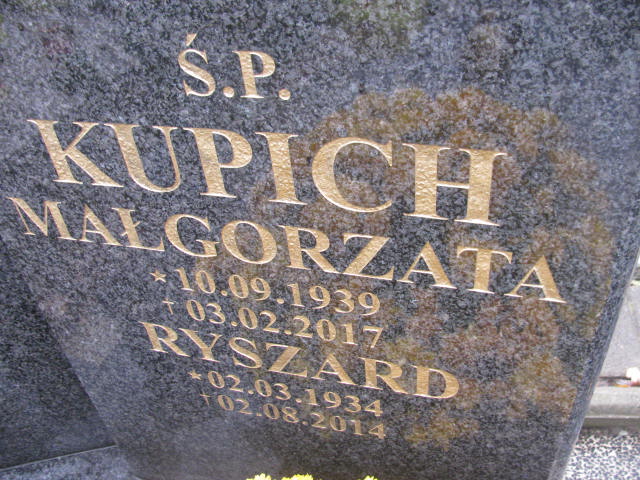 Ś.P.
KUPICH
MAŁGORZATA
* 10.09.1939
† 03.02.2017
RYSZARD
* 02.03.1934
† 02.08.2014